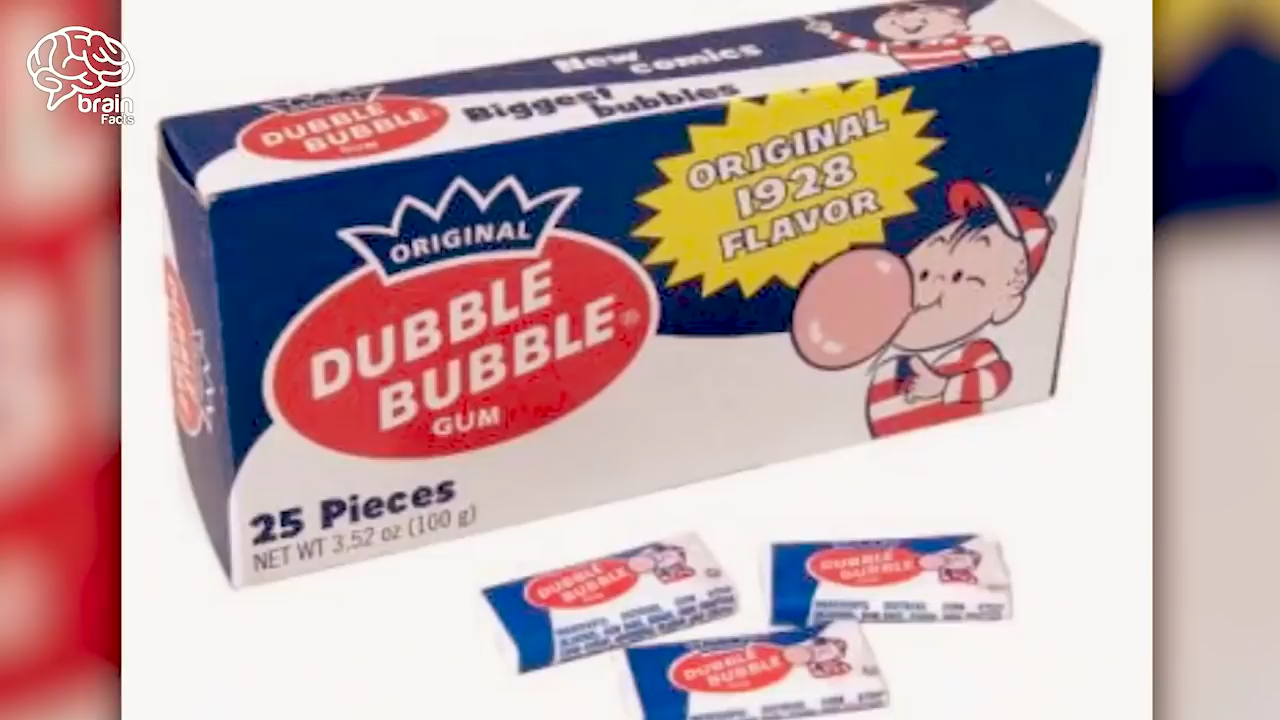 brain
Facts
New
comics
DUBBLE
BUBBLE
GUM
Biggest
bubbles
ORIGINAL
1928
FLAVOR
ORIGINAL
DUBBLE
BUBBLE®
GUM
25 Pieces
NET WT 3.52 oz (100 g)
DUBBLE
BUBBLE
DUBBLE
BUBBLE
DUBBLE
BUBBLE